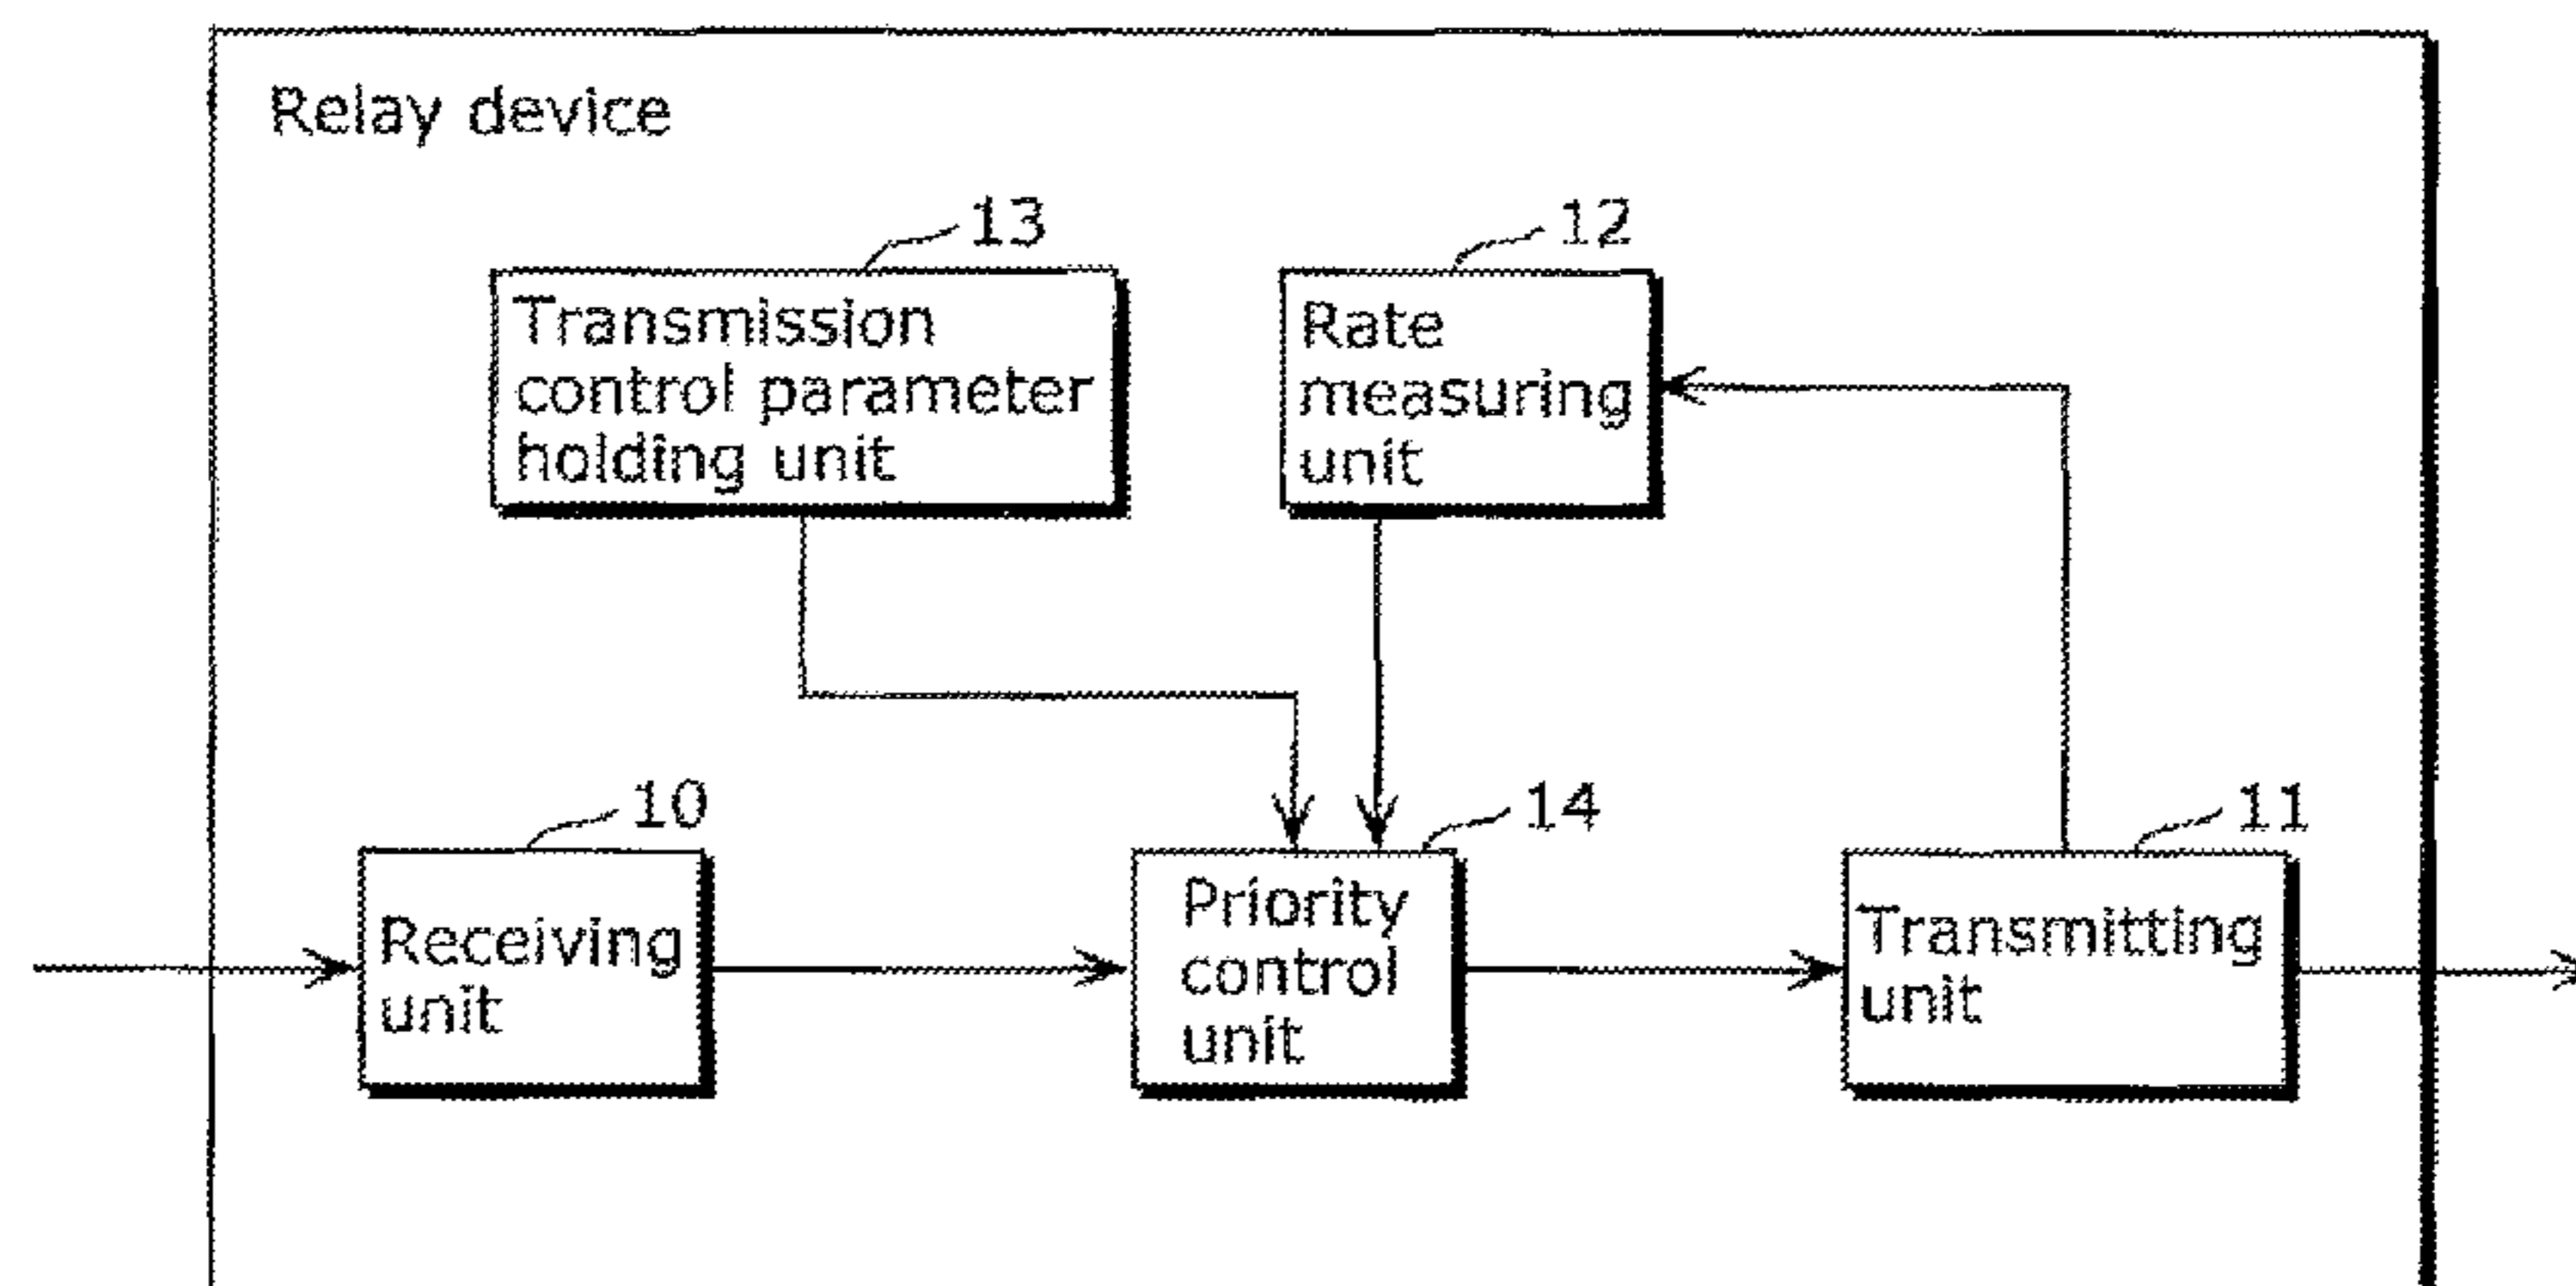 Relay device
13
12
Transmission
control parameter
holding unit
Rate
measuring
unit
10
14
11
Receiving
unit
Priority
control
unit
Transmitting
unit